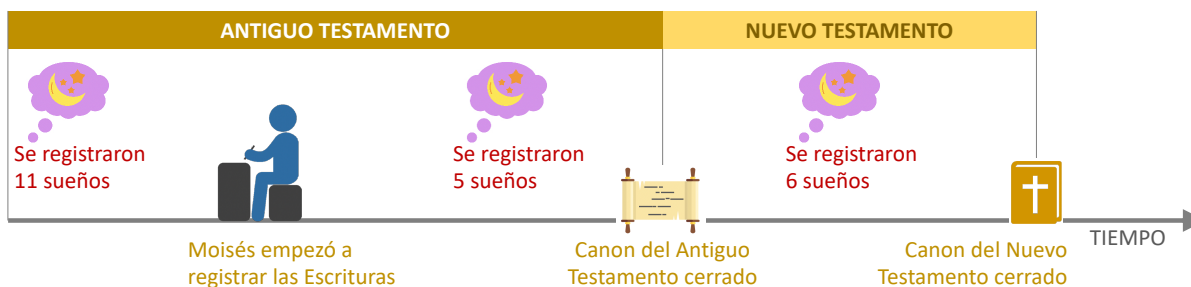 ANTIGUO TESTAMENTO
NUEVO TESTAMENTO
Se registraron
11 sueños
Se registraron
5 sueños
Se registraron
6 sueños
Moisés empezó a
registrar las Escrituras
Canon del Antiguo
Testamento cerrado
Canon del Nuevo
Testamento cerrado
TIEMPO